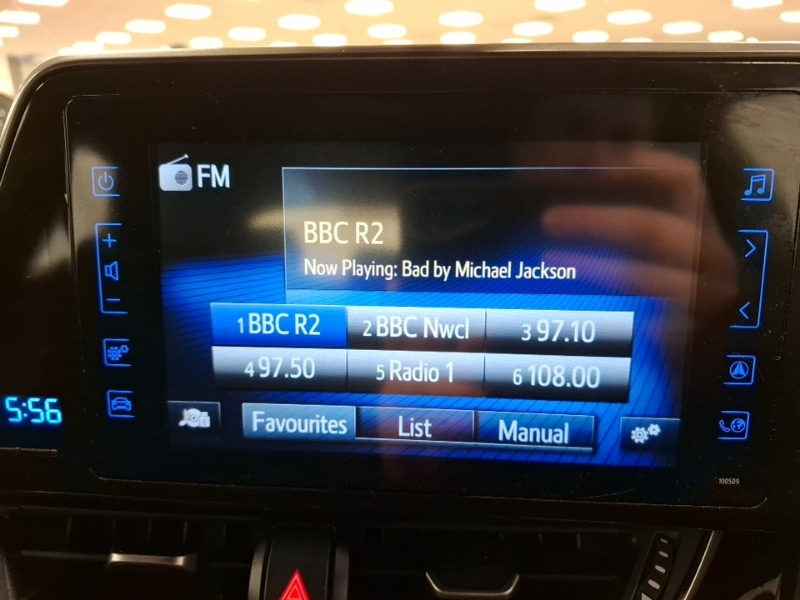 FM
BBC R2
Now Playing: Bad by Michael Jackson
1 BBC R2 2 BBC Nwcl 3 97.10
4 97.50 5 Radio 1 6 108.00
5:56
Favourites List Manual
100509